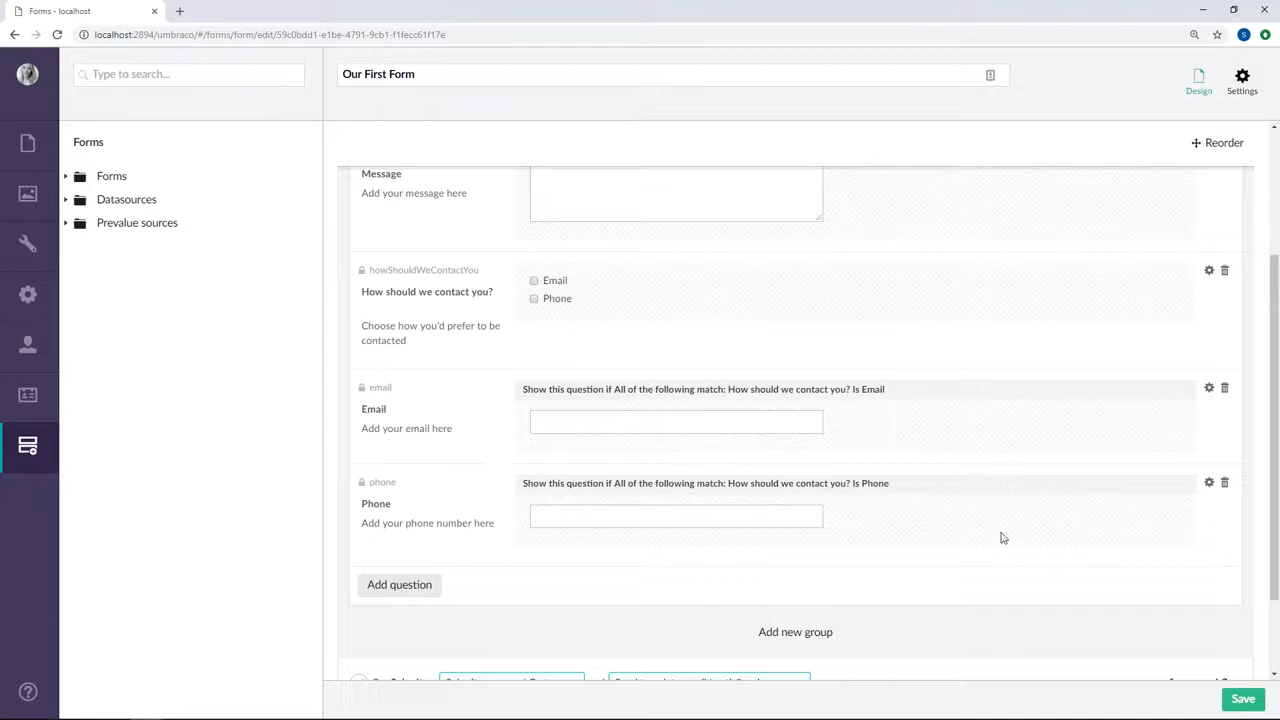 Forms - localhost
localhost:2894/umbraco/#/forms/form/edit/59c0bdd1-e1be-4791-9cb1-f1fecc61f17e
S
Type to search...
Our First Form
Design
Settings
Forms
Forms
Datasources
Prevalue sources
Reorder
Message
Add your message here
howShouldWeContactYou
How should we contact you?
Choose how you'd prefer to be
contacted
Email
Phone
email
Email
Add your email here
Show this question if All of the following match: How should we contact you? Is Email
phone
Phone
Add your phone number here
Show this question if All of the following match: How should we contact you? Is Phone
Add question
Add new group
Save